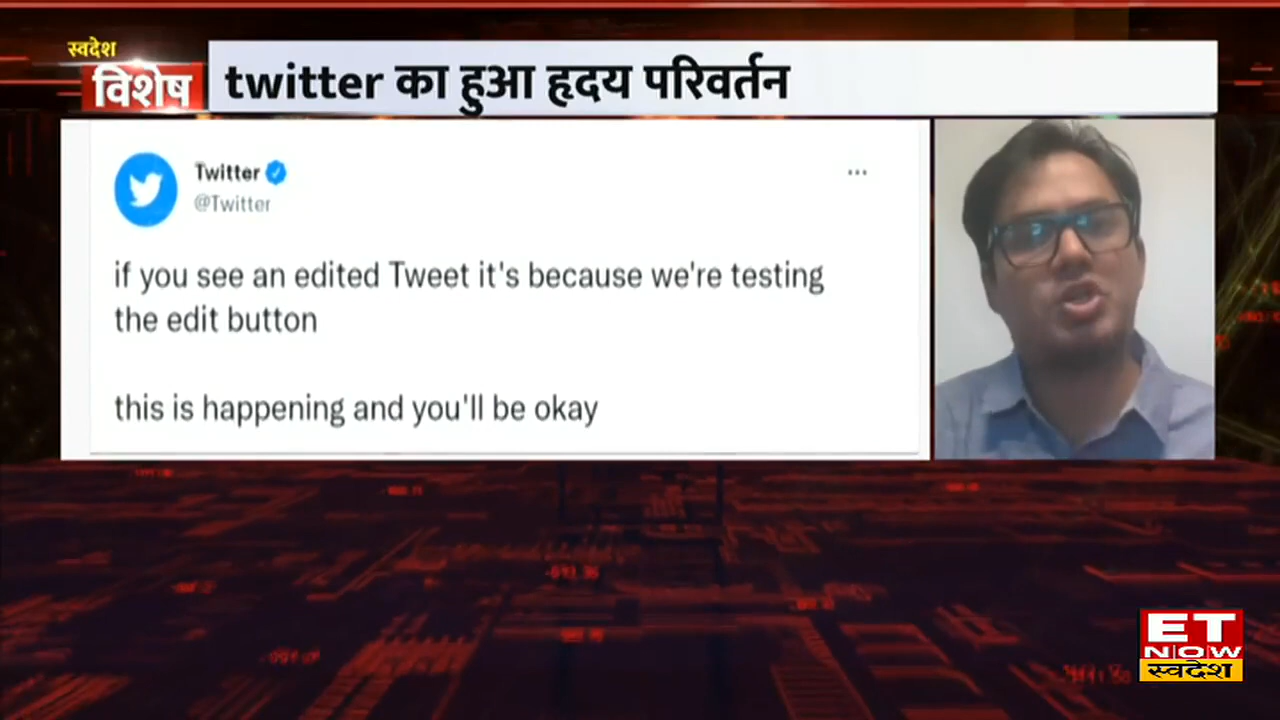 स्वदेश
विशेष
twitter का हुआ हृदय परिवर्तन
Twitter
@Twitter
if you see an edited Tweet it's because we're testing
the edit button
this is happening and you'll be okay
ET
NOW
स्वदेश